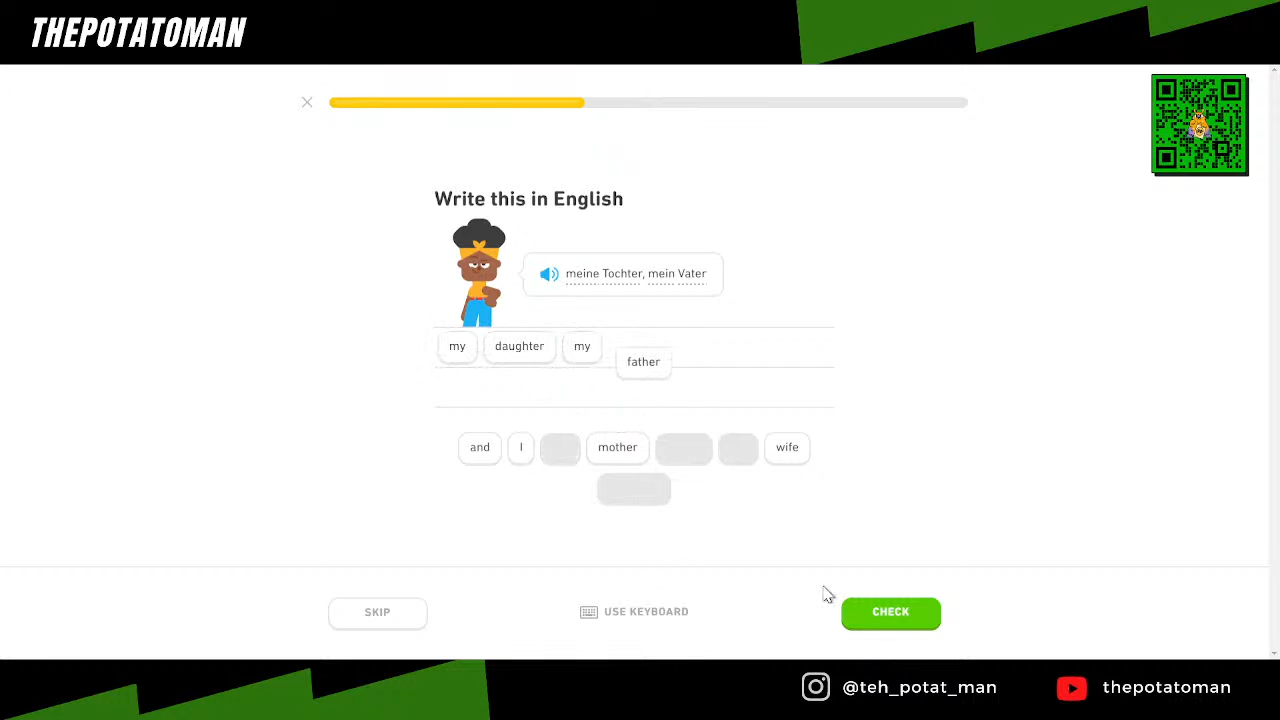 THEPOTATOMAN
Write this in English
meine Tochter, mein Vater
my daughter my father
and I mother wife
SKIP USE KEYBOARD CHECK
@teh_potat_man thepotatoman